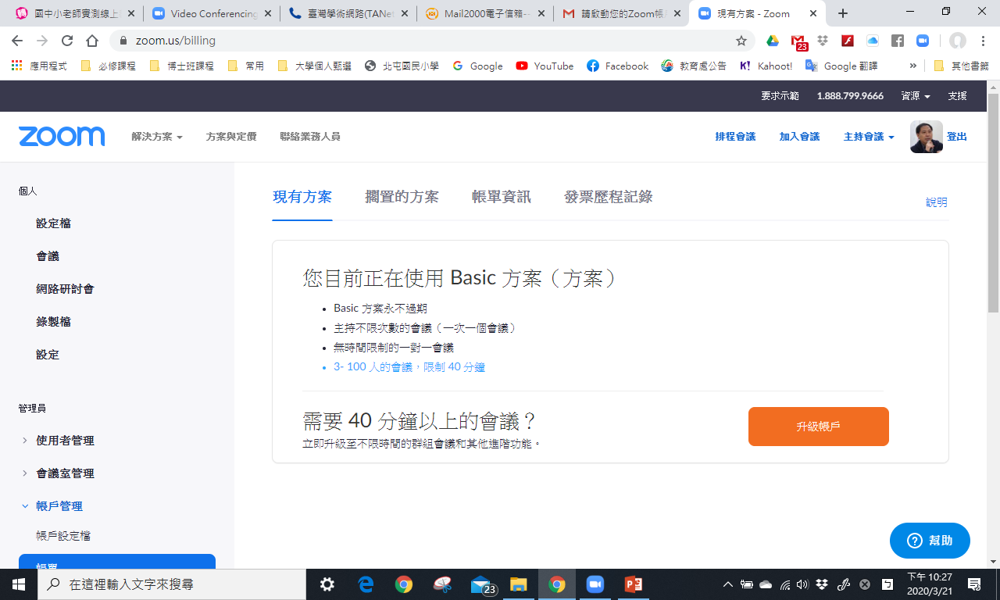 國中小老師實測線上
Video Conferencing
臺灣學術網路(TANet
Mail2000電子信箱--
請啟動您的Zoom帳
現有方案 - Zoom
zoom.us/billing
23
應用程式
必修課程
博士班課程
常用
大學個人甄選
北屯國民小學
Google
YouTube
Facebook
教育處公告
Kahoot!
Google 翻譯
»
其他書籤
要求示範
1.888.799.9666
資源
支援
zoom
解決方案
方案與定價
聯絡業務人員
排程會議
加入會議
主持會議
登出
個人
設定檔
會議
網路研討會
錄製檔
設定
管理員
使用者管理
會議室管理
帳戶管理
帳戶設定檔
帳單
現有方案
擱置的方案
帳單資訊
發票歷程記錄
說明
您目前正在使用 Basic 方案（方案）
Basic 方案永不過期
主持不限次數的會議（一次一個會議）
無時間限制的一對一會議
3- 100 人的會議，限制 40 分鐘
需要 40 分鐘以上的會議？
立即升級至不限時間的群組會議和其他進階功能。
升級帳戶
幫助
在這裡輸入文字來搜尋
23
下午 10:27
2020/3/21